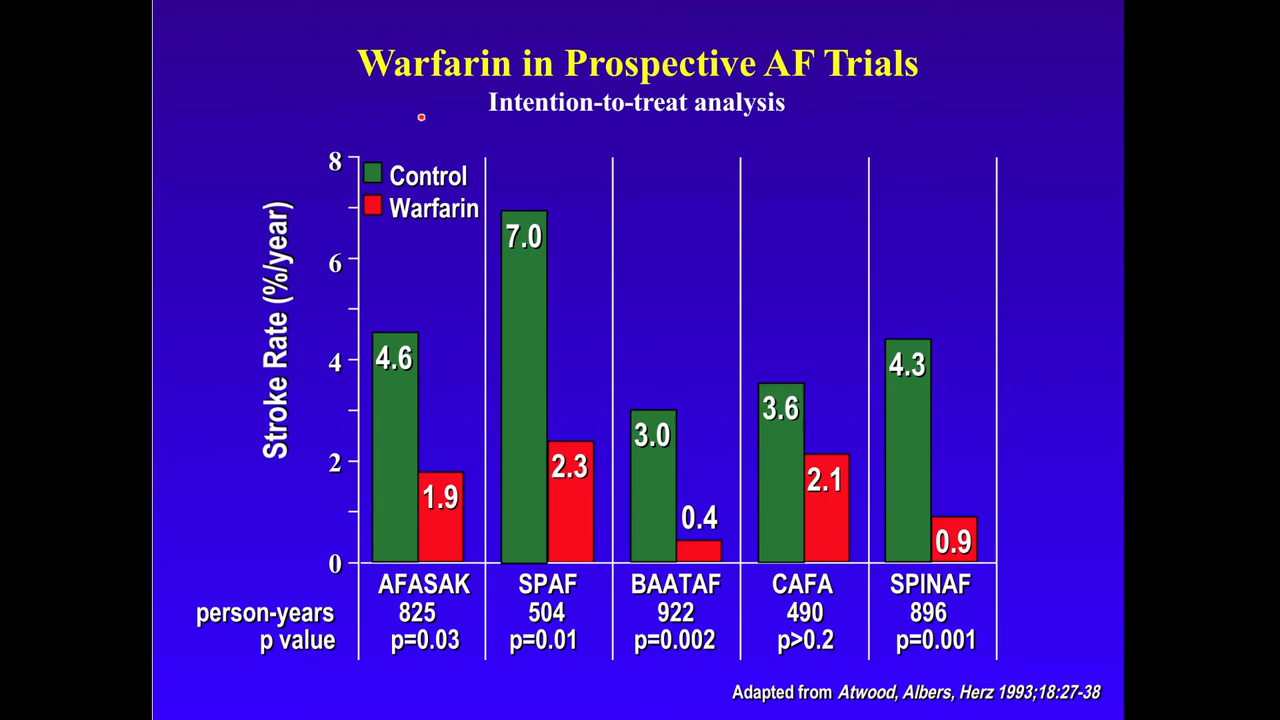 Warfarin in Prospective AF Trials
Intention-to-treat analysis
Stroke Rate (%/year)
8
6
4
2
0
Control
Warfarin
4.6
1.9
7.0
2.3
3.0
0.4
3.6
2.1
4.3
0.9
AFASAK SPAF BAATAF CAFA SPINAF
person-years 825 504 922 490 896
p value p=0.03 p=0.01 p=0.002 p>0.2 p=0.001
Adapted from Atwood, Albers, Herz 1993;18:27-38